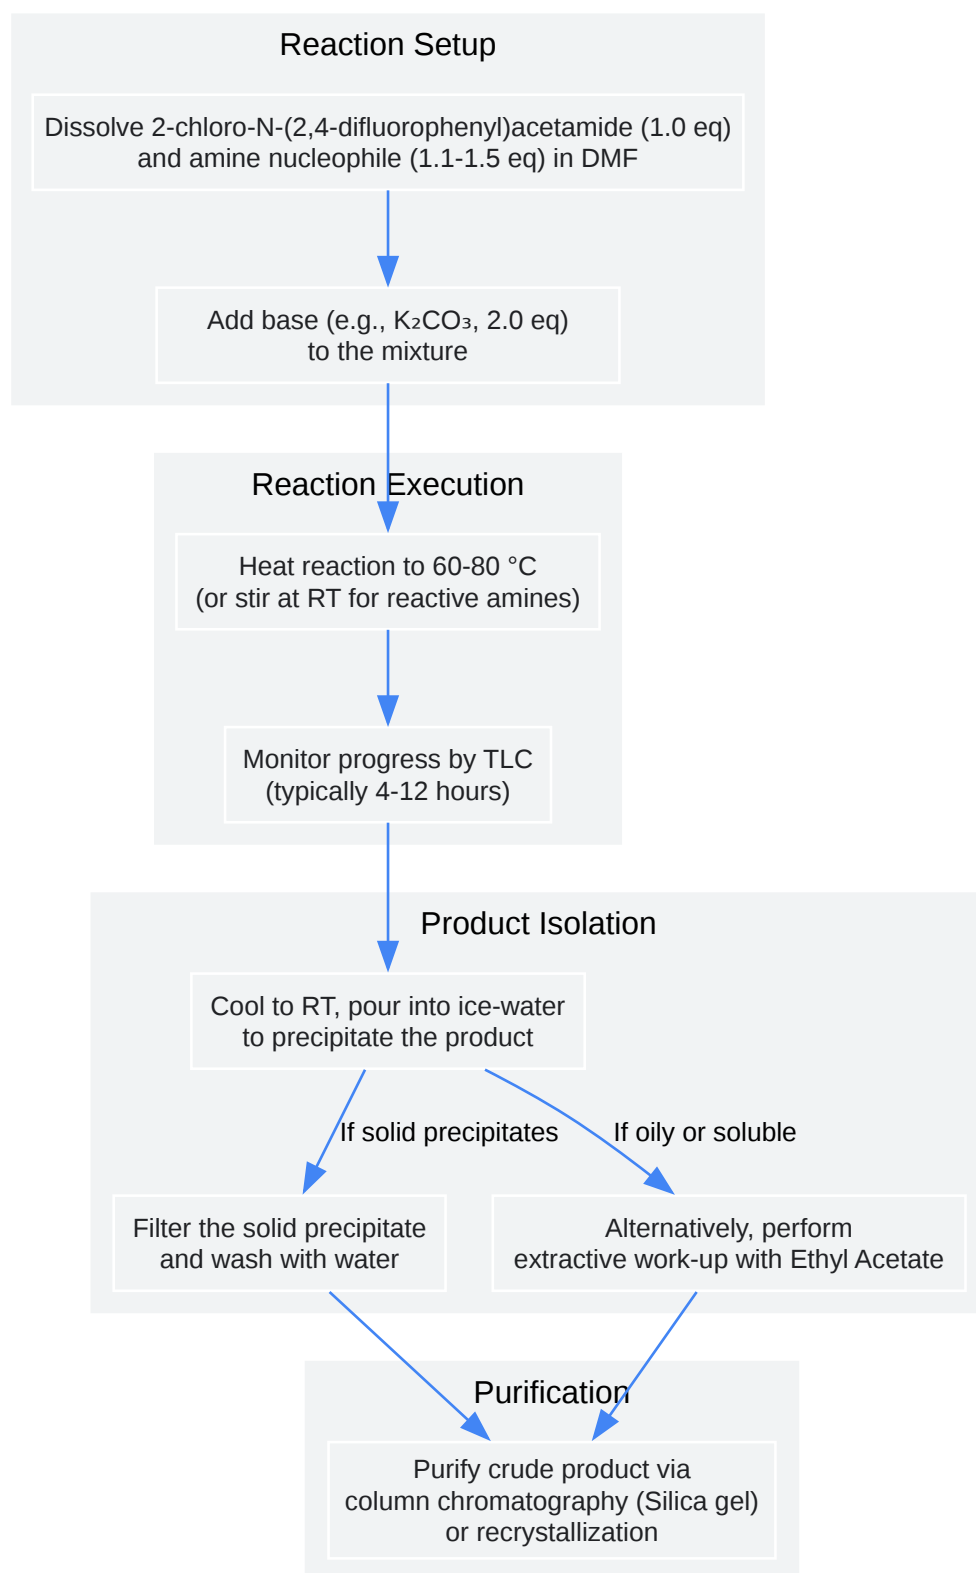 Reaction Setup
Dissolve 2-chloro-N-(2,4-difluorophenyl)acetamide (1.0 eq)
and amine nucleophile (1.1-1.5 eq) in DMF
Add base (e.g., K₂CO₃, 2.0 eq)
to the mixture
Reaction Execution
Heat reaction to 60-80 °C
(or stir at RT for reactive amines)
Monitor progress by TLC
(typically 4-12 hours)
Product Isolation
Cool to RT, pour into ice-water
to precipitate the product
If solid precipitates
If oily or soluble
Filter the solid precipitate
and wash with water
Alternatively, perform
extractive work-up with Ethyl Acetate
Purification
Purify crude product via
column chromatography (Silica gel)
or recrystallization